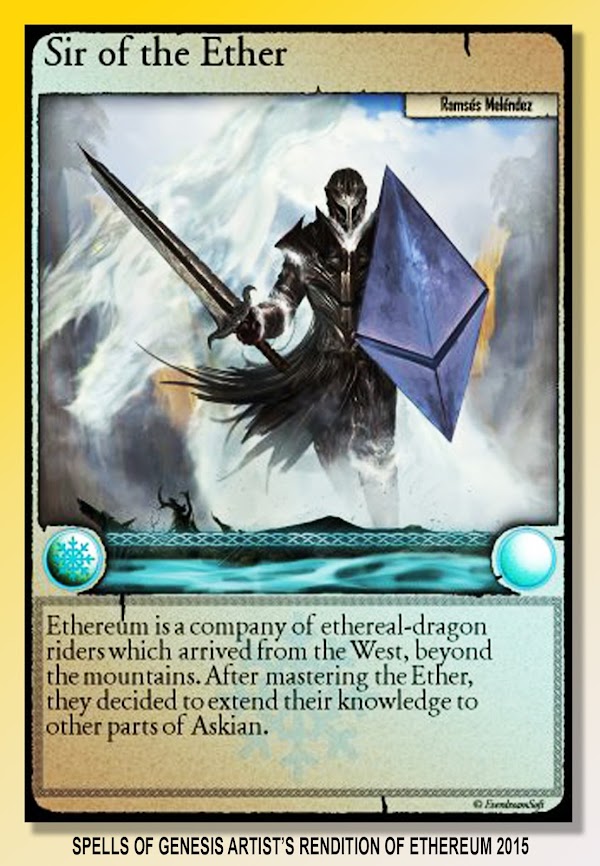 Sir of the Ether
Ramsés Meléndez
Ethereum is a company of ethereal-dragon
riders which arrived from the West, beyond
the mountains. After mastering the Ether,
they decided to extend their knowledge to
other parts of Askian.
© EverdreamSoft
SPELLS OF GENESIS ARTIST'S RENDITION OF ETHEREUM 2015